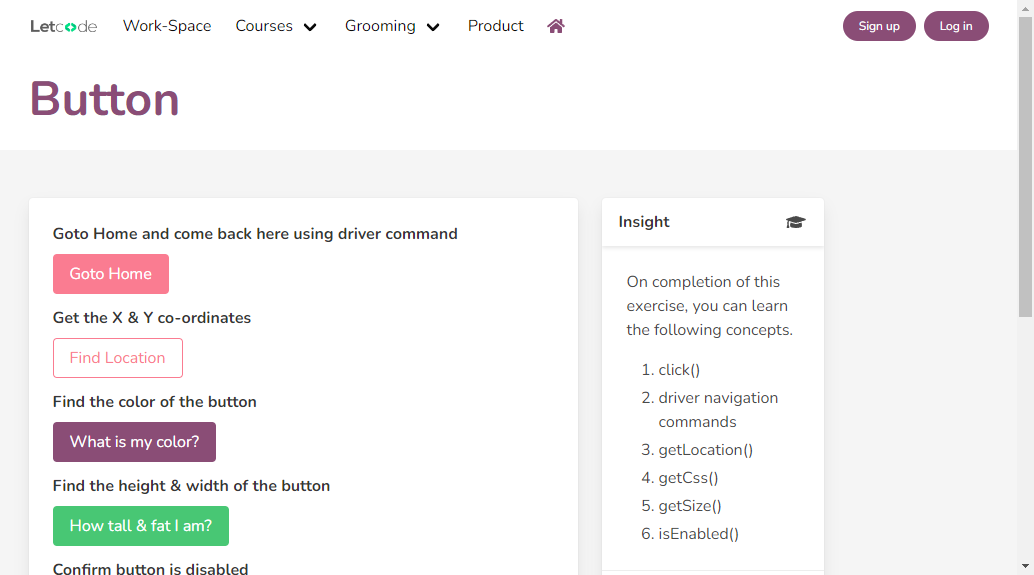 Letcode Work-Space Courses Grooming Product Sign up Log in
Button
Goto Home and come back here using driver command
Goto Home
Get the X & Y co-ordinates
Find Location
Find the color of the button
What is my color?
Find the height & width of the button
How tall & fat I am?
Confirm button is disabled
Insight
On completion of this
exercise, you can learn
the following concepts.
1. click()
2. driver navigation
commands
3. getLocation()
4. getCss()
5. getSize()
6. isEnabled()